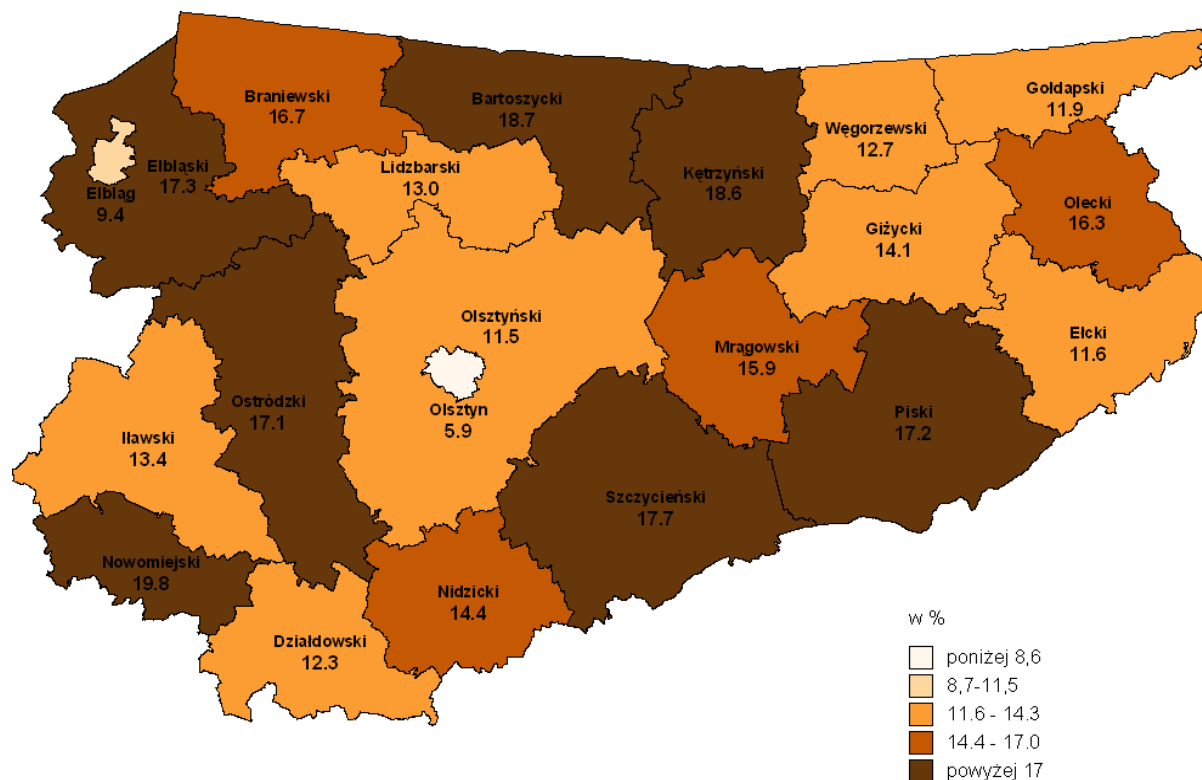 Braniewski
16.7
Bartoszycki
18.7
Gołdapski
11.9
Węgorzewski
12.7
Elbląski
17.3
Elbląg
9.4
Lidzbarski
13.0
Kętrzyński
18.6
Olecki
16.3
Giżycki
14.1
Olsztyński
11.5
Ełcki
11.6
Mrągowski
15.9
Olsztyn
5.9
Ostródzki
17.1
Piski
17.2
Iławski
13.4
Szczycieński
17.7
Nowomiejski
19.8
Nidzicki
14.4
Działdowski
12.3
w %
poniżej 8,6
8,7-11,5
11.6 - 14.3
14.4 - 17.0
powyżej 17